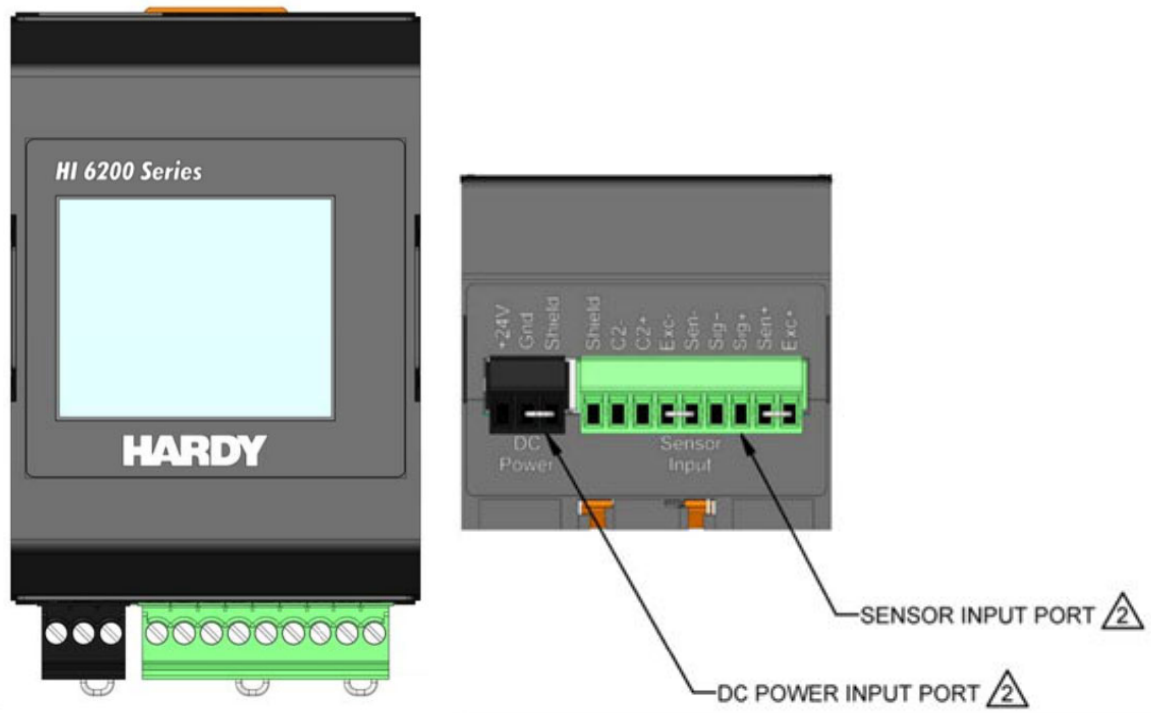 HI 6200 Series
HARDY
+24V
Gnd
Shield
Shield
C2-
C2+
Exc-
Sen-
Sig-
Sig+
Sen+
Exc+
DC
Power
Sensor
Input
SENSOR INPUT PORT 2
DC POWER INPUT PORT 2